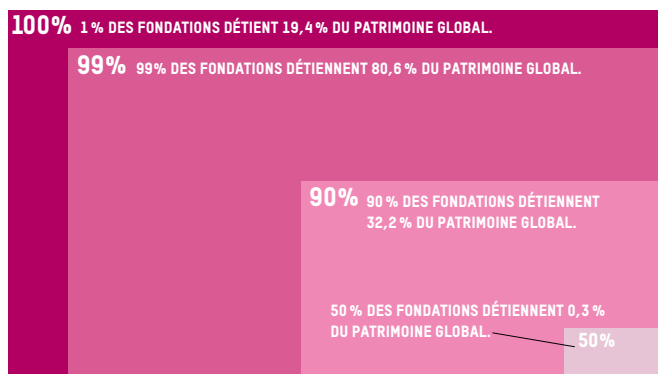 100% 1 % DES FONDATIONS DÉTIENT 19,4 % DU PATRIMOINE GLOBAL.
99% 99% DES FONDATIONS DÉTIENNENT 80,6 % DU PATRIMOINE GLOBAL.
90% 90 % DES FONDATIONS DÉTIENNENT
32,2 % DU PATRIMOINE GLOBAL.
50 % DES FONDATIONS DÉTIENNENT 0,3 %
DU PATRIMOINE GLOBAL.
50%